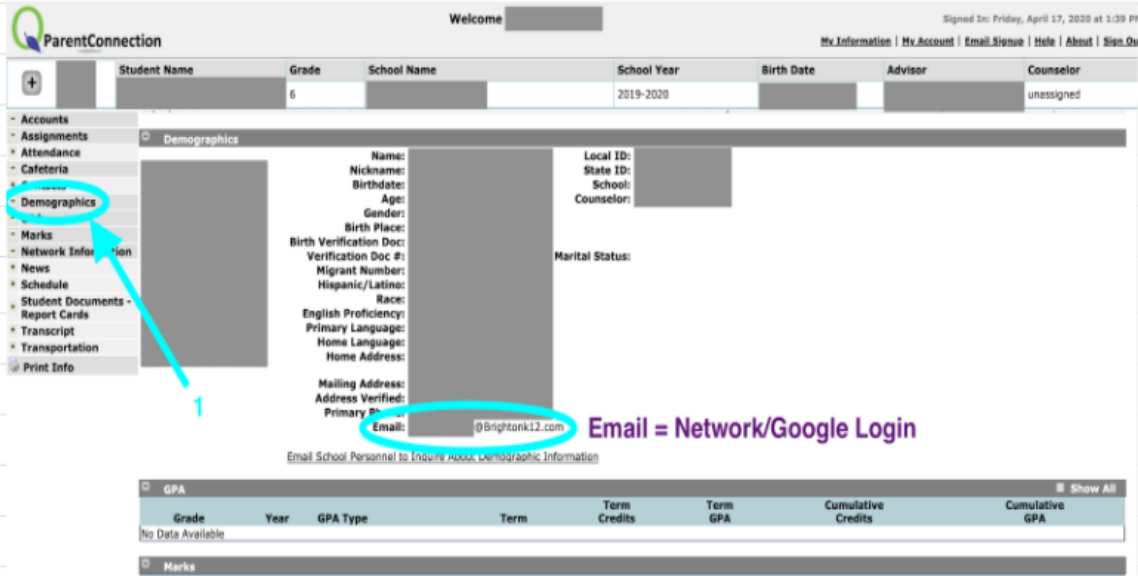 Welcome
Signed In: Friday, April 17, 2020 at 1:39 PM
ParentConnection
My Information | My Account | Email Signup | Help | About | Sign Out
Student Name Grade School Name School Year Birth Date Advisor Counselor
6 2019-2020 unassigned
Accounts
Assignments
Attendance
Cafeteria
Demographics
Marks
Network Information
News
Schedule
Student Documents -
Report Cards
Transcript
Transportation
Print Info
1
Demographics
Name: Local ID:
Nickname: State ID:
Birthdate: School:
Age: Counselor:
Gender:
Birth Place:
Birth Verification Doc:
Verification Doc #: Marital Status:
Migrant Number:
Hispanic/Latino:
Race:
English Proficiency:
Primary Language:
Home Language:
Home Address:
Mailing Address:
Address Verified:
Primary
Email: @Brightonk12.com
Email = Network/Google Login
Email School Personnel to Inquire About Demographic Information
GPA Show All
Grade Year GPA Type Term Term Credits Term GPA Cumulative Credits Cumulative GPA
No Data Available
Marks